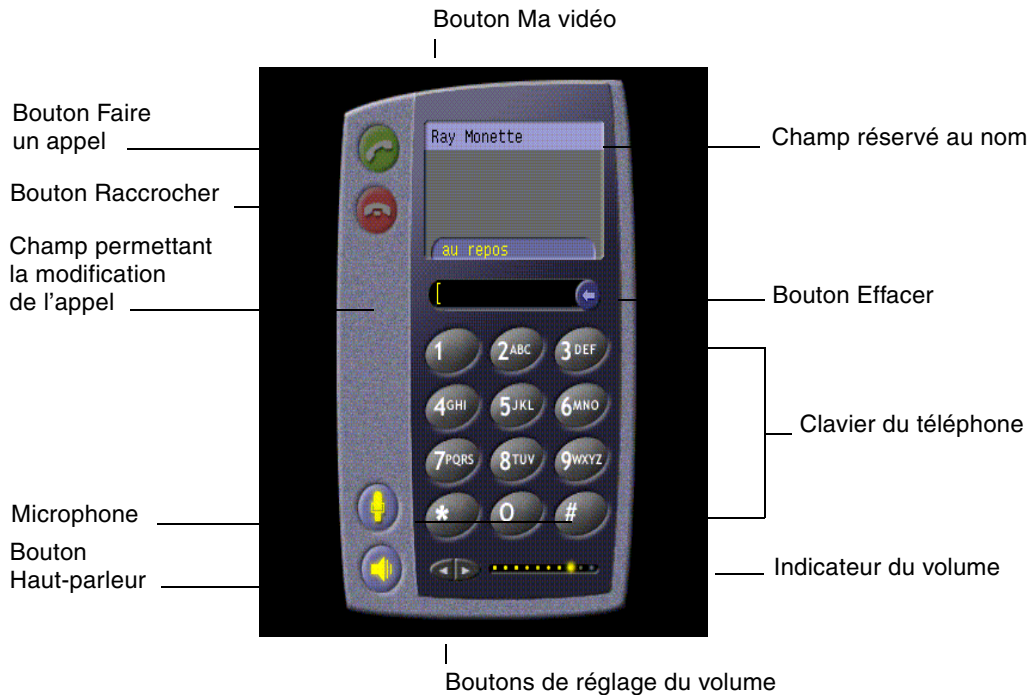 Bouton Ma vidéo
Bouton Faire
un appel
Bouton Raccrocher
Champ permettant
la modification
de l'appel
Microphone
Bouton
Haut-parleur
Ray Monette
au repos
[
1
2ABC
3DEF
4GHI
5JKL
6MNO
7PQRS
8TUV
9WXYZ
*
0
#
Champ réservé au nom
Bouton Effacer
Clavier du téléphone
Indicateur du volume
Boutons de réglage du volume